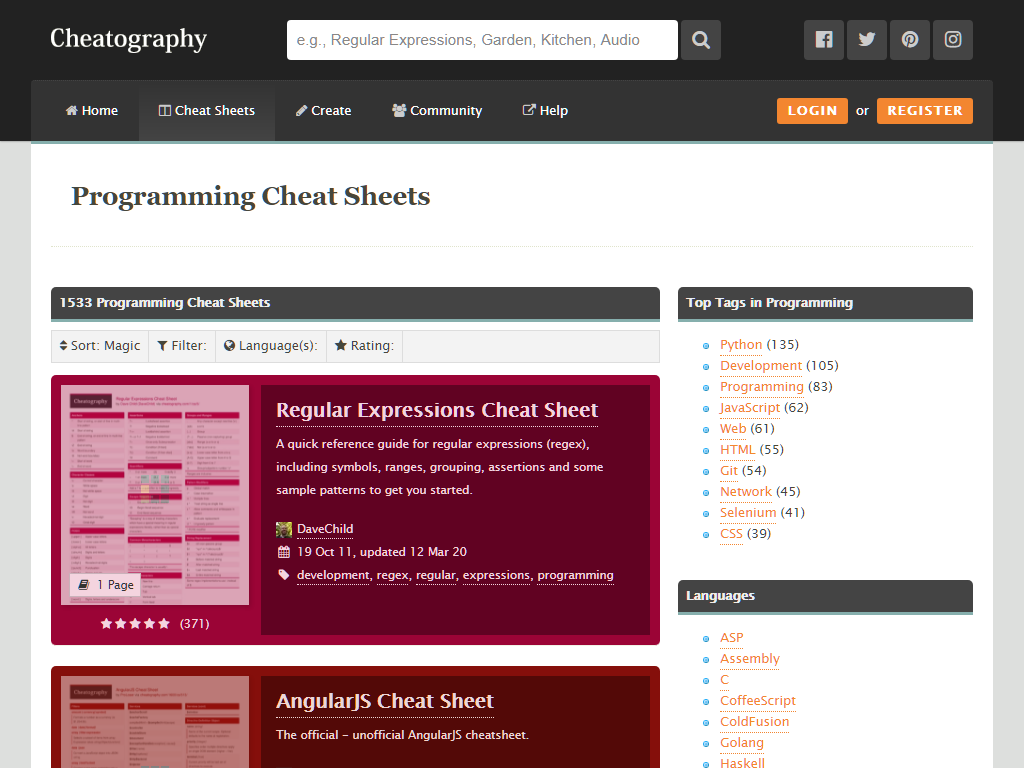 Cheatography
e.g., Regular Expressions, Garden, Kitchen, Audio
Home
Cheat Sheets
Create
Community
Help
LOGIN or REGISTER
Programming Cheat Sheets
1533 Programming Cheat Sheets
Sort: Magic
Filter:
Language(s):
Rating:
Cheatography
1 Page
(371)
Regular Expressions Cheat Sheet
A quick reference guide for regular expressions (regex),
including symbols, ranges, grouping, assertions and some
sample patterns to get you started.
DaveChild
19 Oct 11, updated 12 Mar 20
development, regex, regular, expressions, programming
Cheatography
AngularJS Cheat Sheet
The official - unofficial AngularJS cheatsheet.
Top Tags in Programming
Python (135)
Development (105)
Programming (83)
JavaScript (62)
Web (61)
HTML (55)
Git (54)
Network (45)
Selenium (41)
CSS (39)
Languages
ASP
Assembly
C
CoffeeScript
ColdFusion
Golang
Haskell